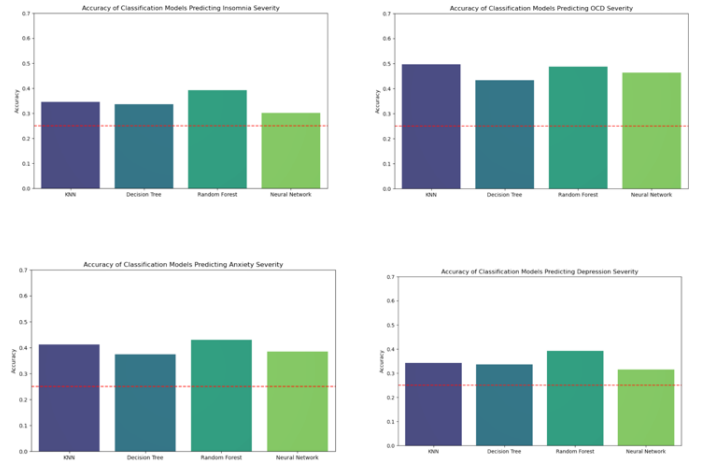 Accuracy of Classification Models Predicting Insomnia Severity
0.7
0.6
0.5
0.4
0.3
0.2
0.1
0.0
Accuracy
KNN Decision Tree Random Forest Neural Network
Accuracy of Classification Models Predicting OCD Severity
0.7
0.6
0.5
0.4
0.3
0.2
0.1
0.0
Accuracy
KNN Decision Tree Random Forest Neural Network
Accuracy of Classification Models Predicting Anxiety Severity
0.7
0.6
0.5
0.4
0.3
0.2
0.1
0.0
Accuracy
KNN Decision Tree Random Forest Neural Network
Accuracy of Classification Models Predicting Depression Severity
0.7
0.6
0.5
0.4
0.3
0.2
0.1
0.0
Accuracy
KNN Decision Tree Random Forest Neural Network